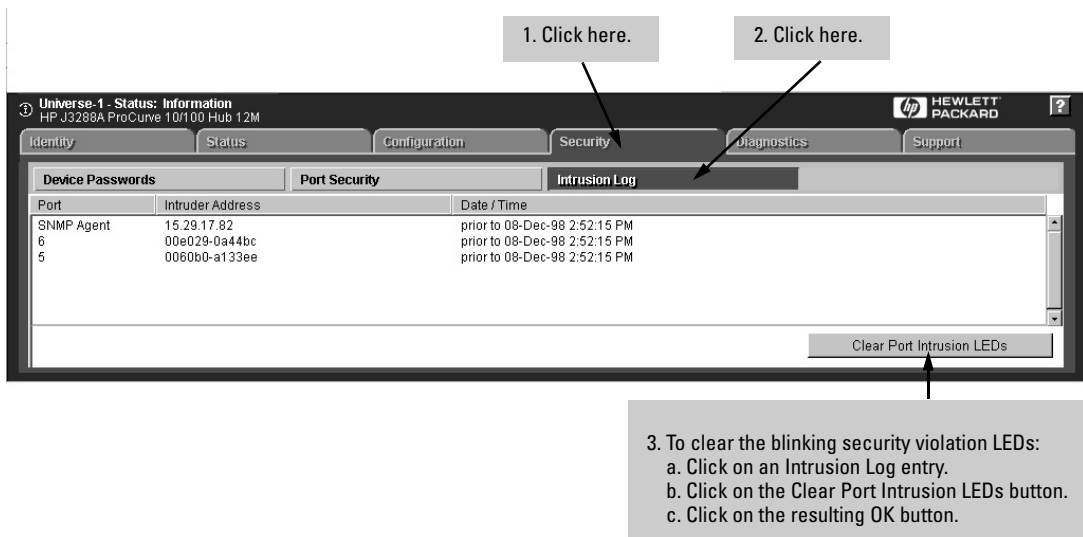 1. Click here.
2. Click here.
Universe-1 - Status: Information
HP J3288A ProCurve 10/100 Hub 12M
hp HEWLETT PACKARD
?
Identity
Status
Configuration
Security
Diagnostics
Support
Device Passwords
Port Security
Intrusion Log
Port Intruder Address Date / Time
SNMP Agent 15.29.17.82 prior to 08-Dec-98 2:52:15 PM
6 00e029-0a44bc prior to 08-Dec-98 2:52:15 PM
5 0060b0-a133ee prior to 08-Dec-98 2:52:15 PM
Clear Port Intrusion LEDs
3. To clear the blinking security violation LEDs:
a. Click on an Intrusion Log entry.
b. Click on the Clear Port Intrusion LEDs button.
c. Click on the resulting OK button.